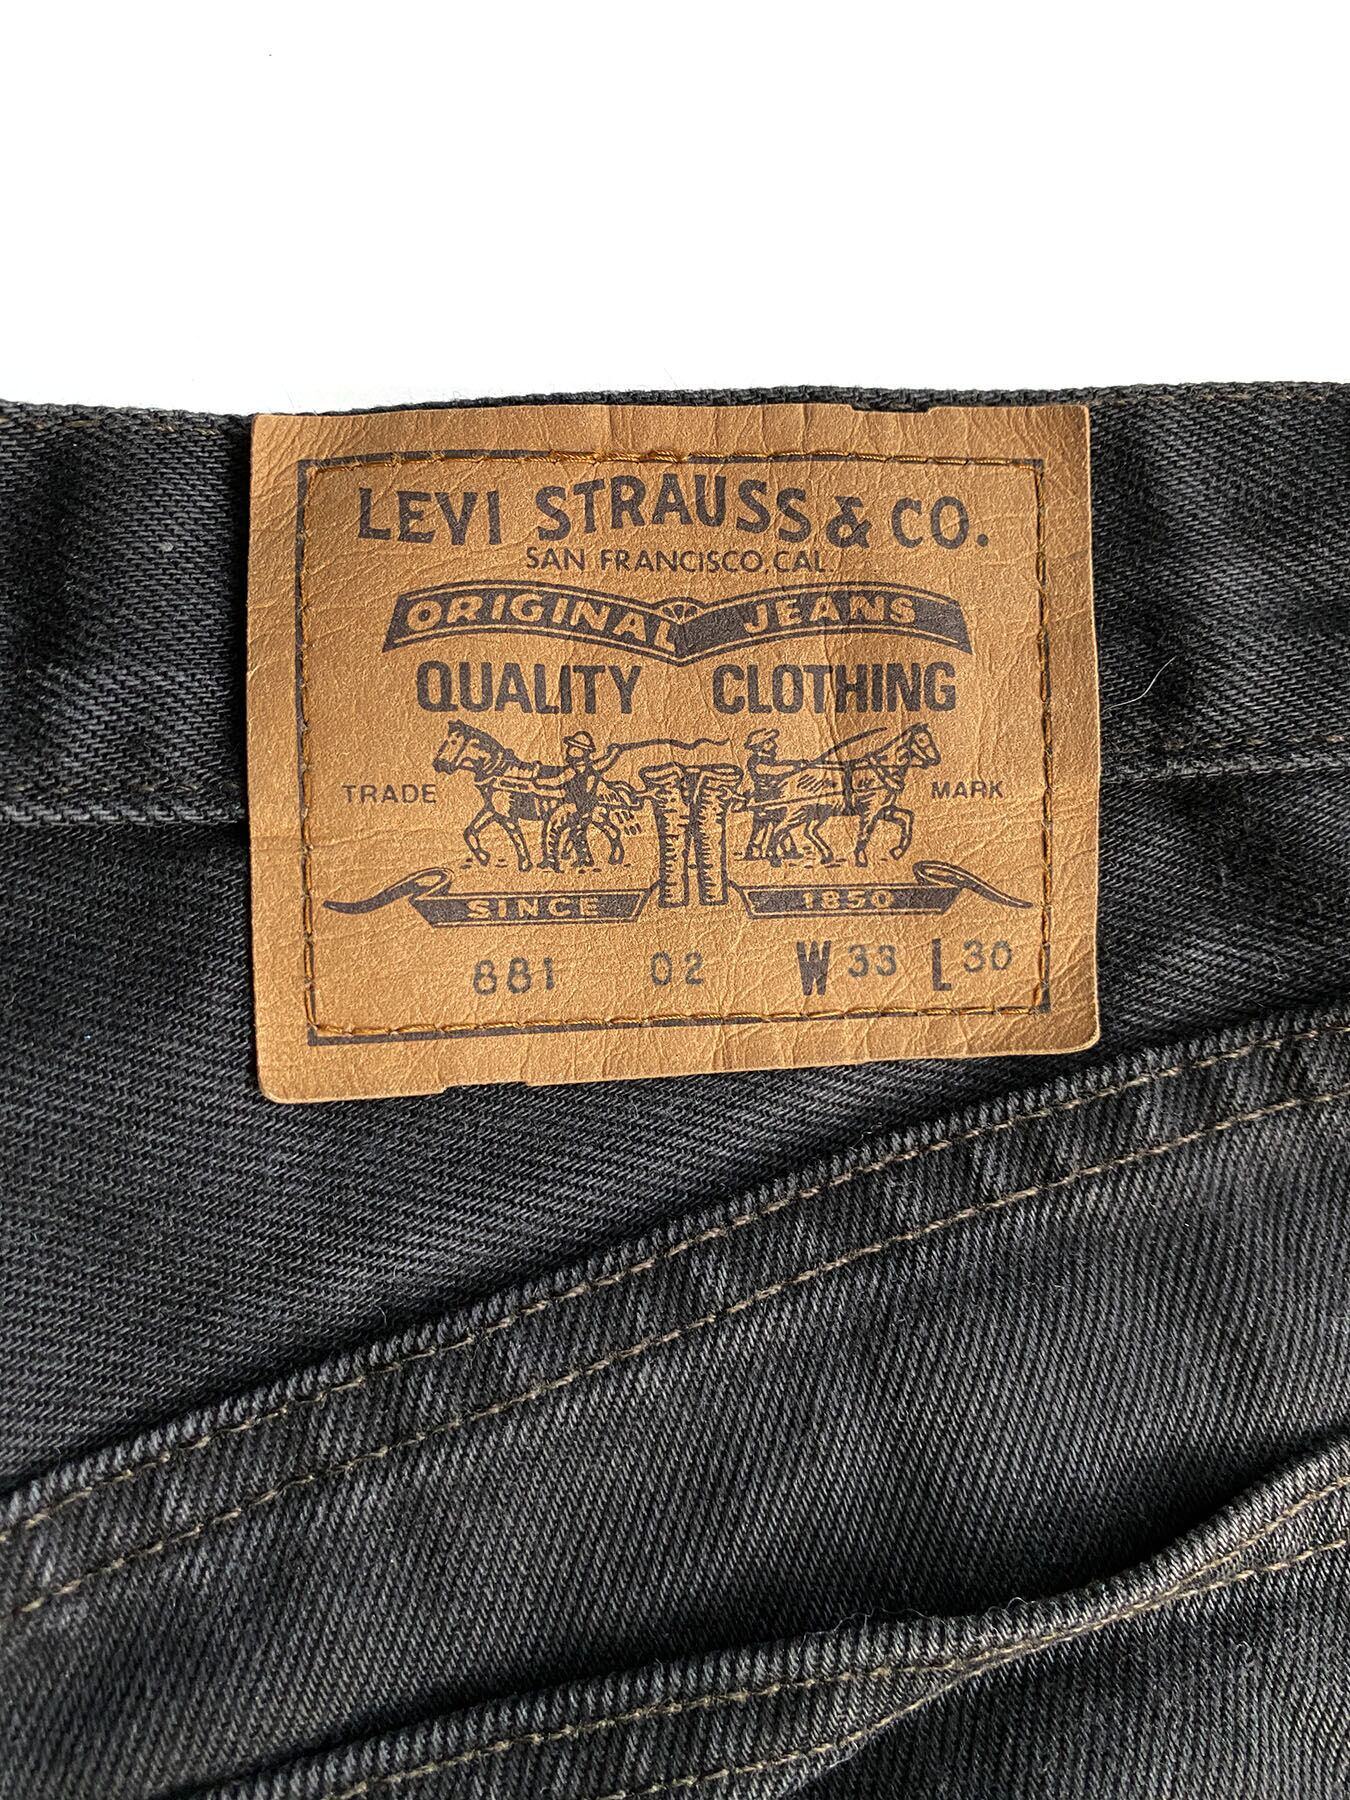 LEVI STRAUSS & CO.
SAN FRANCISCO, CAL.
ORIGINAL JEANS
QUALITY CLOTHING
TRADE MARK
SINCE 1850
881 02 W 33 L 30